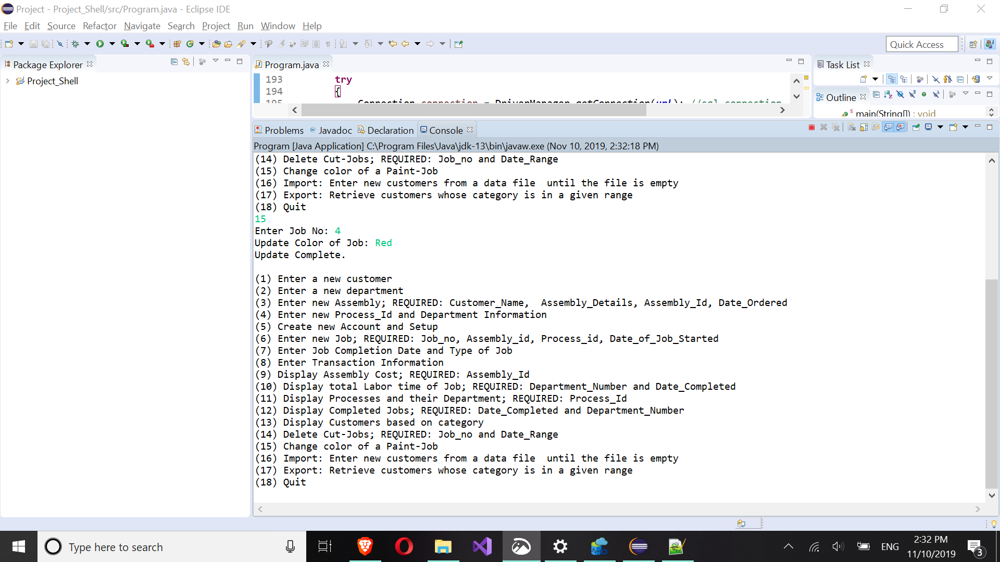 Project - Project_Shell/src/Program.java - Eclipse IDE
File Edit Source Refactor Navigate Search Project Run Window Help
Quick Access
Package Explorer
Project_Shell
Program.java
193 try
194 {
195 Connection connection = DriverManager.getConnection(url); //sql connection
Task List
Outline
main(String[]) : void
Problems @ Javadoc Declaration Console
Program [Java Application] C:\Program Files\Java\jdk-13\bin\javaw.exe (Nov 10, 2019, 2:32:18 PM)
(14) Delete Cut-Jobs; REQUIRED: Job_no and Date_Range
(15) Change color of a Paint-Job
(16) Import: Enter new customers from a data file  until the file is empty
(17) Export: Retrieve customers whose category is in a given range
(18) Quit
15
Enter Job No: 4
Update Color of Job: Red
Update Complete.
(1) Enter a new customer
(2) Enter a new department
(3) Enter new Assembly; REQUIRED: Customer_Name,  Assembly_Details, Assembly_Id, Date_Ordered
(4) Enter new Process_Id and Department Information
(5) Create new Account and Setup
(6) Enter new Job; REQUIRED: Job_no, Assembly_id, Process_id, Date_of_Job_Started
(7) Enter Job Completion Date and Type of Job
(8) Enter Transaction Information
(9) Display Assembly Cost; REQUIRED: Assembly_Id
(10) Display total Labor time of Job; REQUIRED: Department_Number and Date_Completed
(11) Display Processes and their Department; REQUIRED: Process_Id
(12) Display Completed Jobs; REQUIRED: Date_Completed and Department_Number
(13) Display Customers based on category
(14) Delete Cut-Jobs; REQUIRED: Job_no and Date_Range
(15) Change color of a Paint-Job
(16) Import: Enter new customers from a data file  until the file is empty
(17) Export: Retrieve customers whose category is in a given range
(18) Quit
Type here to search
ENG
2:32 PM
11/10/2019
3